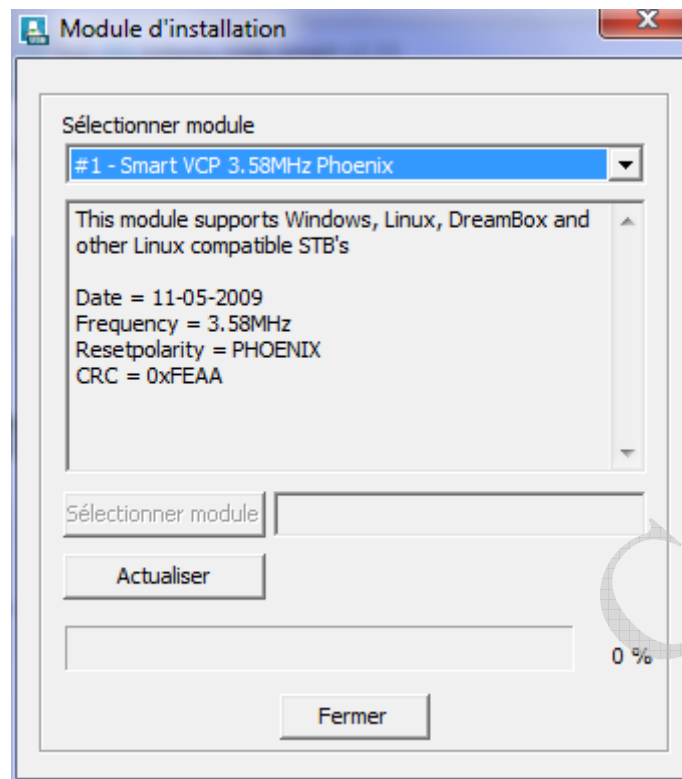 Module d'installation
Sélectionner module
#1 - Smart VCP 3.58MHz Phoenix
This module supports Windows, Linux, DreamBox and
other Linux compatible STB's
Date = 11-05-2009
Frequency = 3.58MHz
Resetpolarity = PHOENIX
CRC = 0xFEAA
Sélectionner module
Actualiser
0 %
Fermer